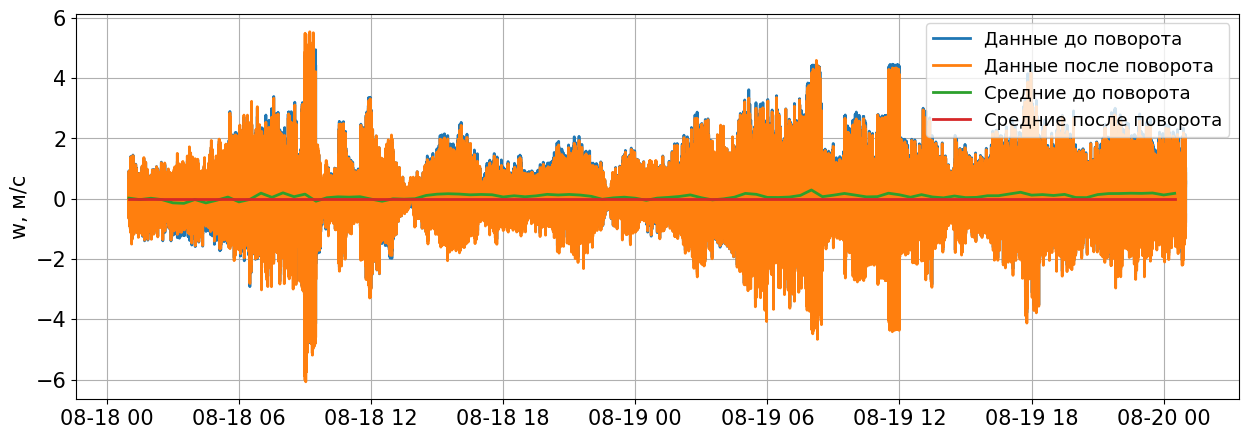 6
4
2
0
−2
−4
−6
w, м/с
Данные до поворота
Данные после поворота
Средние до поворота
Средние после поворота
08-18 00 08-18 06 08-18 12 08-18 18 08-19 00 08-19 06 08-19 12 08-19 18 08-20 00